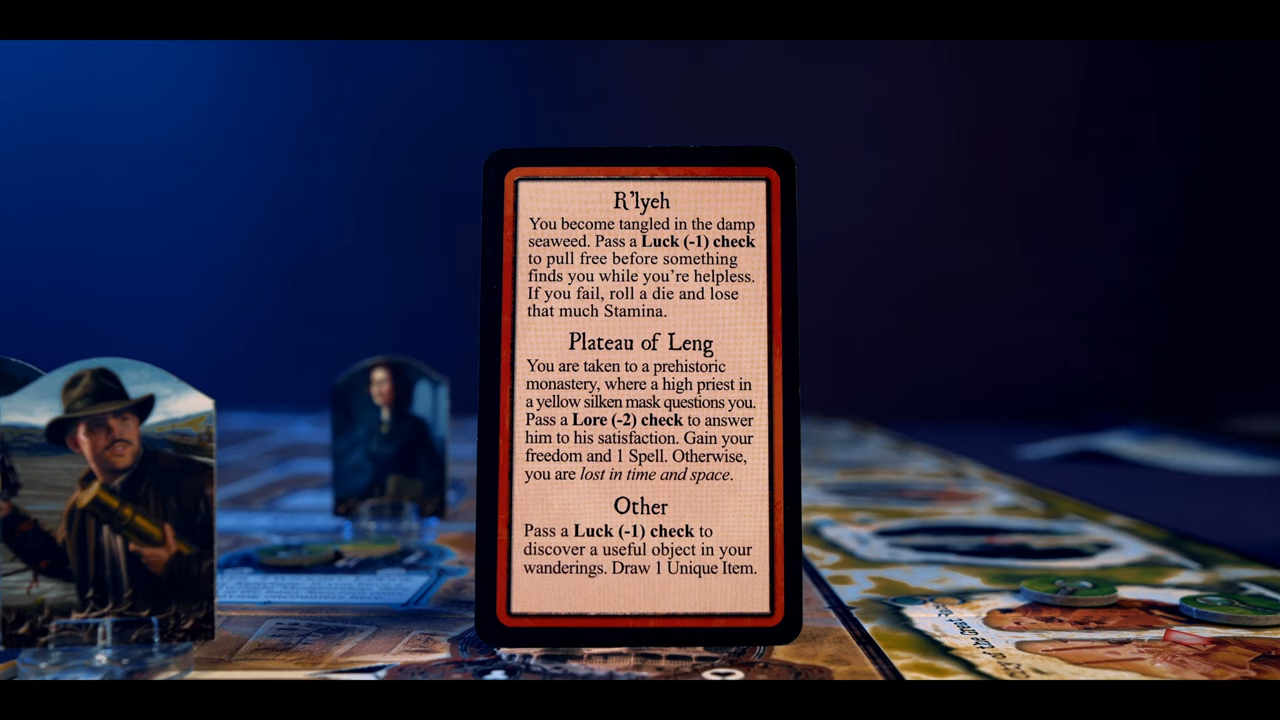 R'lyeh
You become tangled in the damp
seaweed. Pass a Luck (-1) check
to pull free before something
finds you while you're helpless.
If you fail, roll a die and lose
that much Stamina.
Plateau of Leng
You are taken to a prehistoric
monastery, where a high priest in
a yellow silken mask questions you.
Pass a Lore (-2) check to answer
him to his satisfaction. Gain your
freedom and 1 Spell. Otherwise,
you are lost in time and space.
Other
Pass a Luck (-1) check to
discover a useful object in your
wanderings. Draw 1 Unique Item.